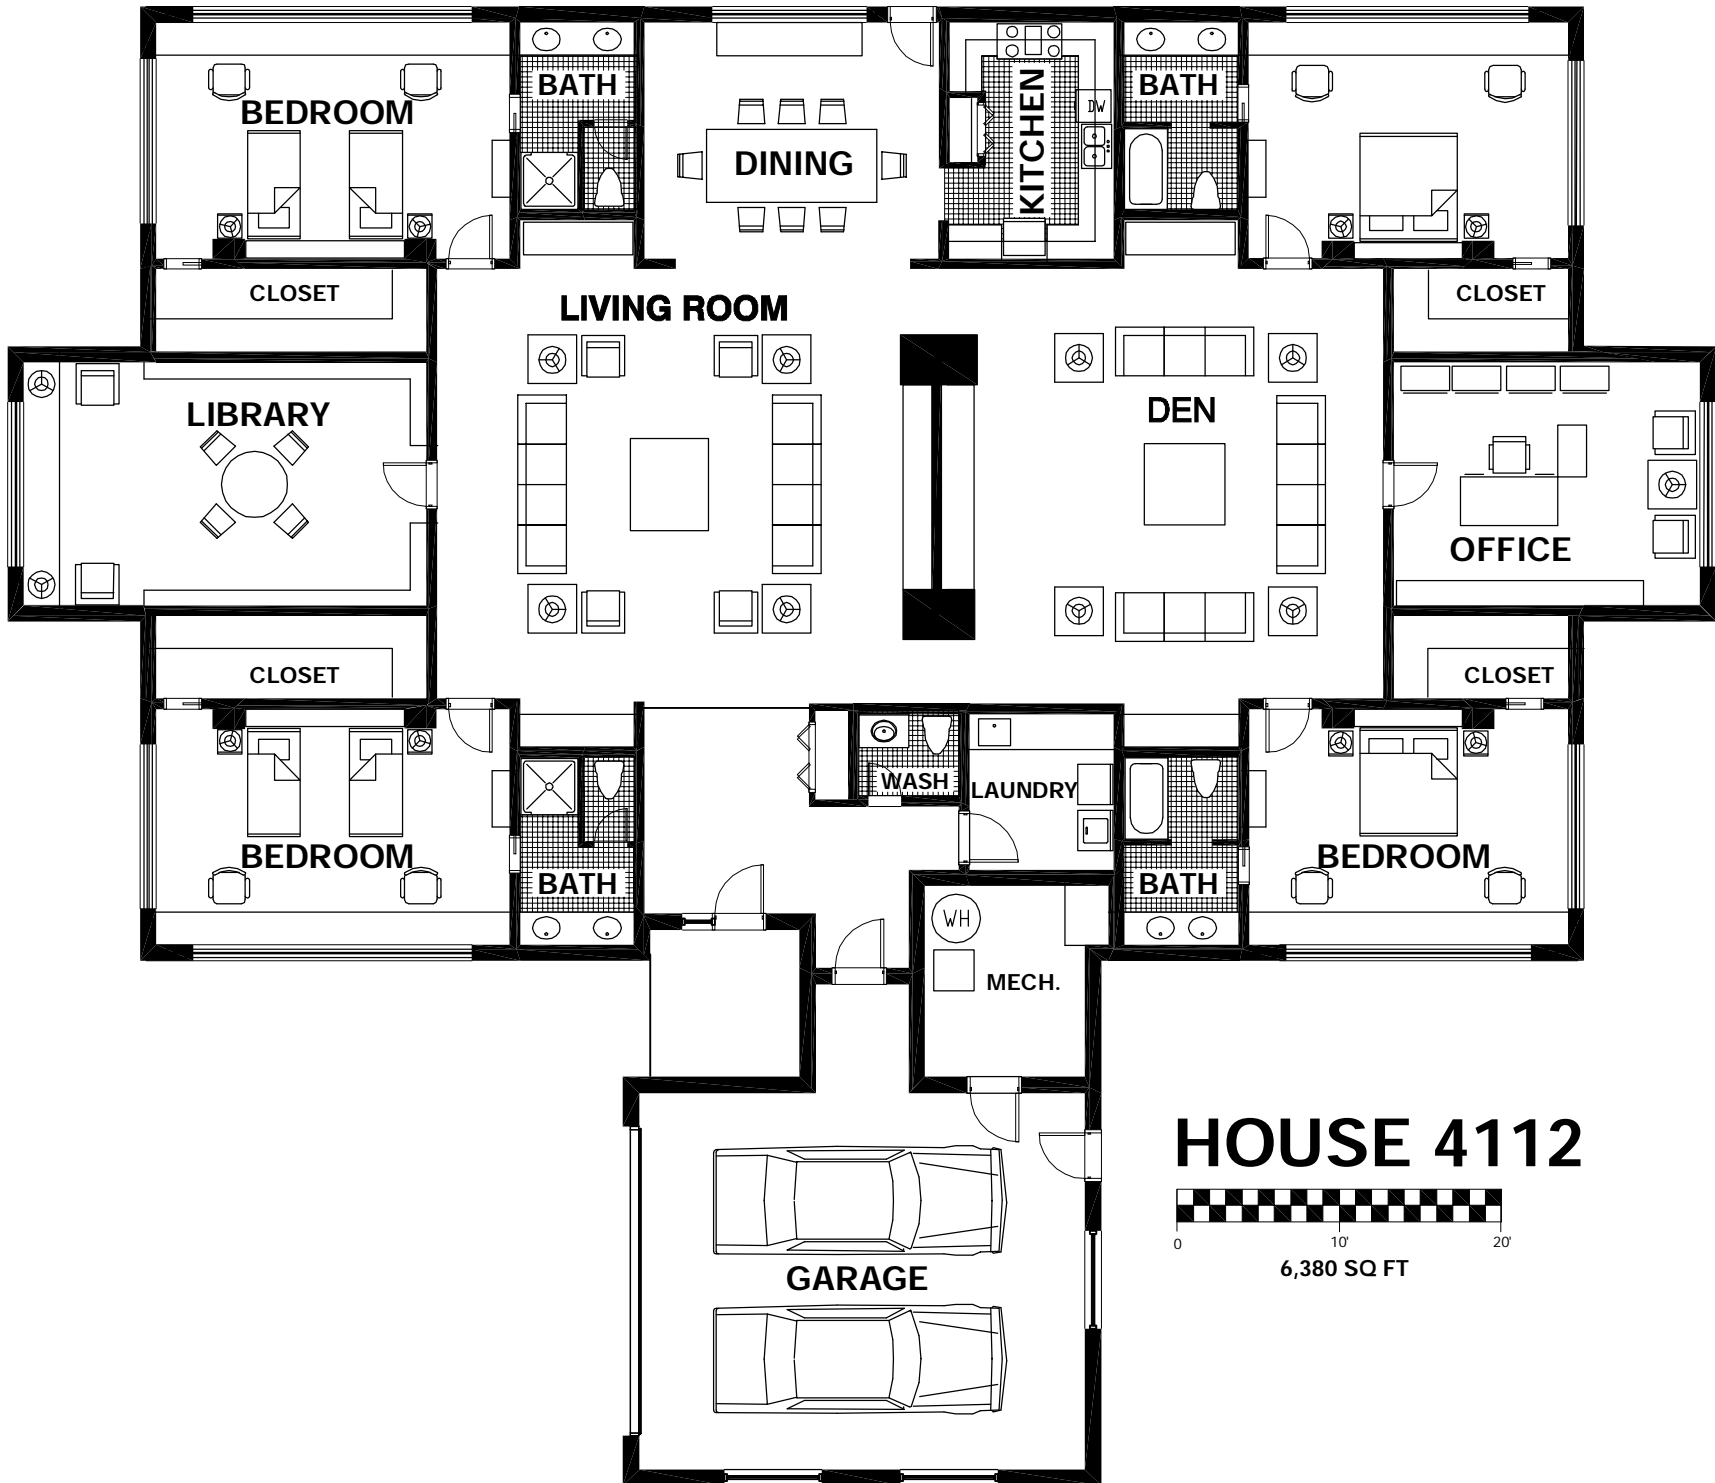 BEDROOM
BATH
DINING
KITCHEN
DW
BATH
CLOSET
LIVING ROOM
CLOSET
LIBRARY
DEN
OFFICE
CLOSET
CLOSET
WASH
LAUNDRY
BEDROOM
BATH
BATH
BEDROOM
WH
MECH.
GARAGE
HOUSE 4112
0 10' 20'
6,380 SQ FT